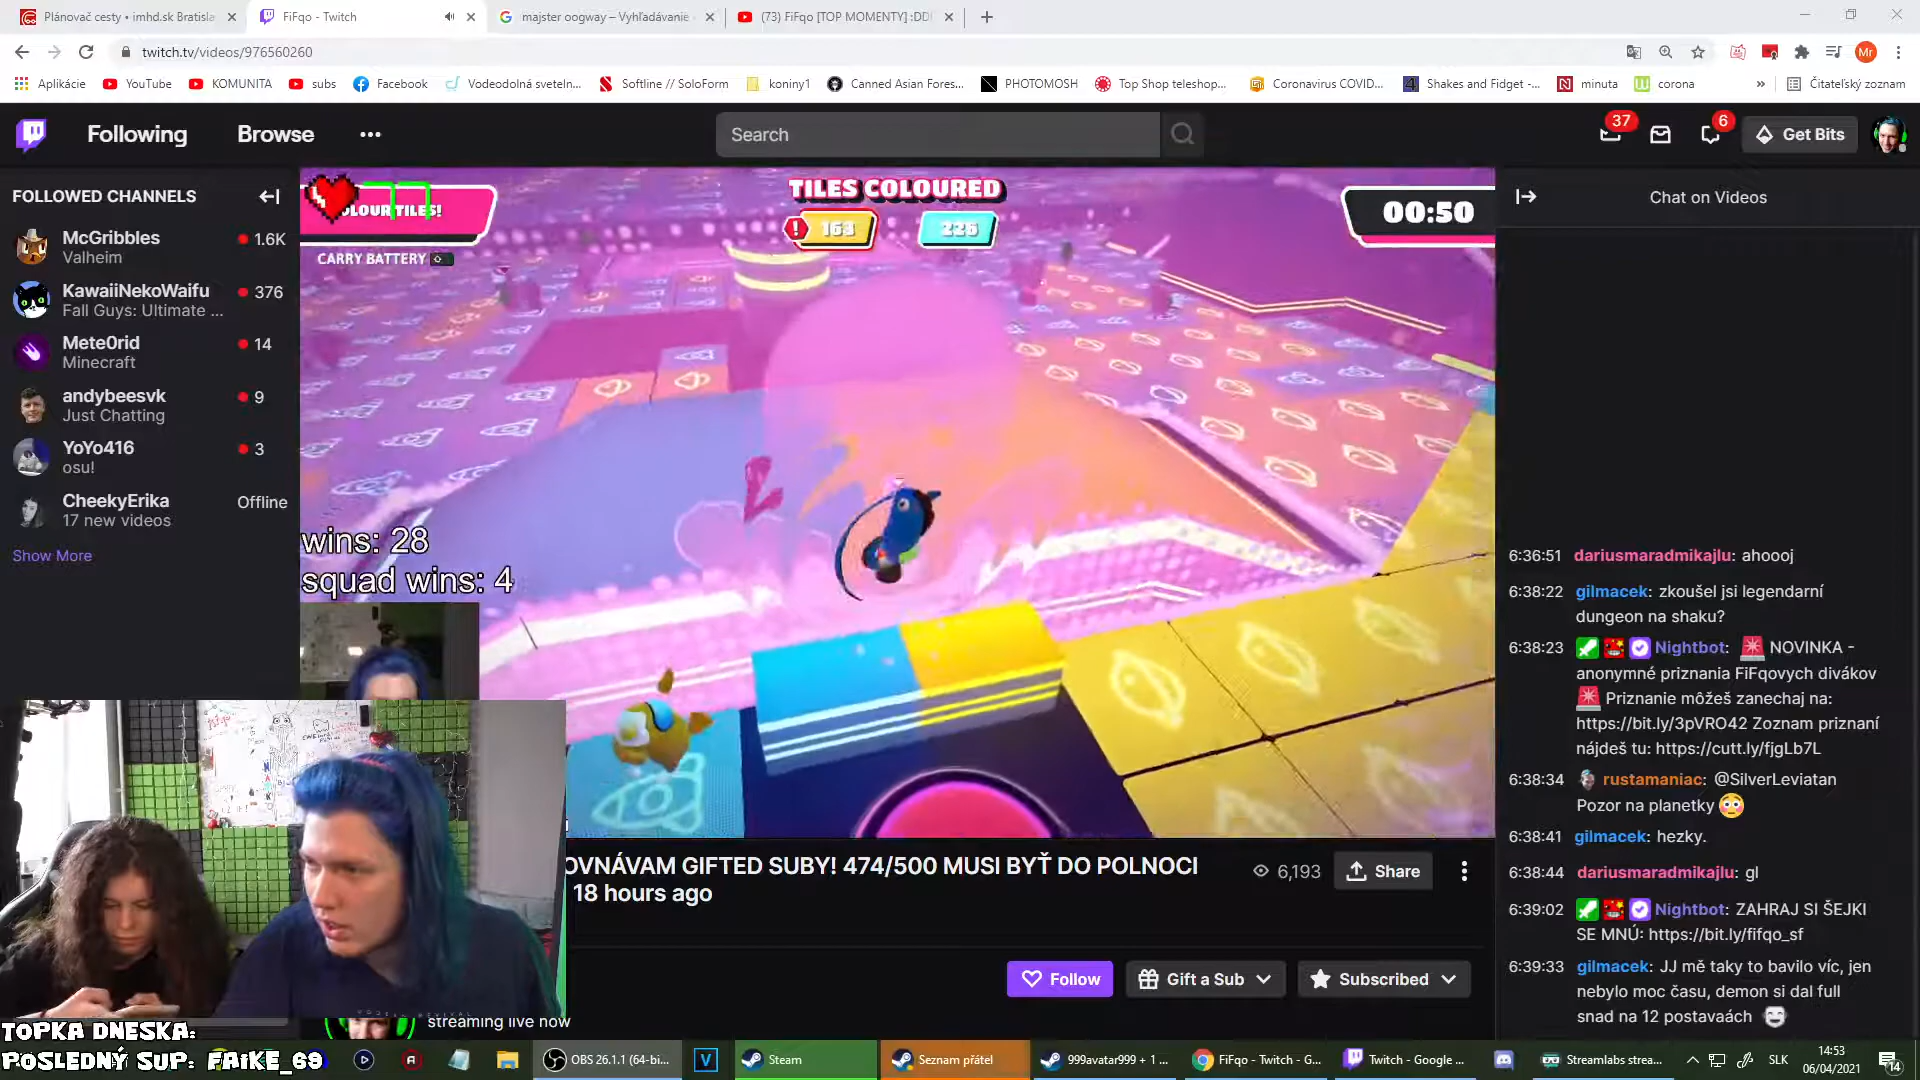 Plánovač cesty • imhd.sk Bratisla
FiFqo - Twitch
majster oogway – Vyhľadávanie
(73) FiFqo [TOP MOMENTY] :DD
twitch.tv/videos/976560260
Aplikácie
YouTube
KOMUNITA
subs
Facebook
Vodeodolná sveteln...
Softline // SoloForm
koniny1
Canned Asian Fores...
PHOTOMOSH
Top Shop teleshop...
Coronavirus COVID...
Shakes and Fidget -...
minuta
corona
»
Čitateľský zoznam
Following
Browse
Search
37
6
Get Bits
FOLLOWED CHANNELS
McGribbles
1.6K
Valheim
KawaiiNekoWaifu
376
Fall Guys: Ultimate ...
Mete0rid
14
Minecraft
andybeesvk
9
Just Chatting
YoYo416
3
osu!
CheekyErika
Offline
17 new videos
Show More
OLOUR TILES!
CARRY BATTERY
TILES COLOURED
163
225
00:50
wins: 28
squad wins: 4
Chat on Videos
6:36:51 dariusmaradmikajlu: ahoooj
6:38:22 gilmacek: zkoušel jsi legendarní
dungeon na shaku?
6:38:23 Nightbot: NOVINKA -
anonymné priznania FiFqovych divákov
Priznanie môžeš zanechaj na:
https://bit.ly/3pVRO42 Zoznam priznaní
nájdeš tu: https://cutt.ly/fjgLb7L
6:38:34 rustamaniac: @SilverLeviatan
Pozor na planetky
6:38:41 gilmacek: hezky.
6:38:44 dariusmaradmikajlu: gl
6:39:02 Nightbot: ZAHRAJ SI ŠEJKI
SE MNÚ: https://bit.ly/fifqo_sf
6:39:33 gilmacek: JJ mě taky to bavilo víc, jen
nebylo moc času, demon si dal full
snad na 12 postavaách
OVNÁVAM GIFTED SUBY! 474/500 MUSI BYŤ DO POLNOCI
18 hours ago
6,193
Share
Follow
Gift a Sub
Subscribed
streaming live now
TOPKA DNESKA:
POSLEDNÝ SUP: FAiKE_69
OBS 26.1.1 (64-bi...
Steam
Seznam přátel
999avatar999 + 1 ...
FiFqo - Twitch - G...
Twitch - Google ...
Streamlabs strea...
SLK
14:53
06/04/2021
14